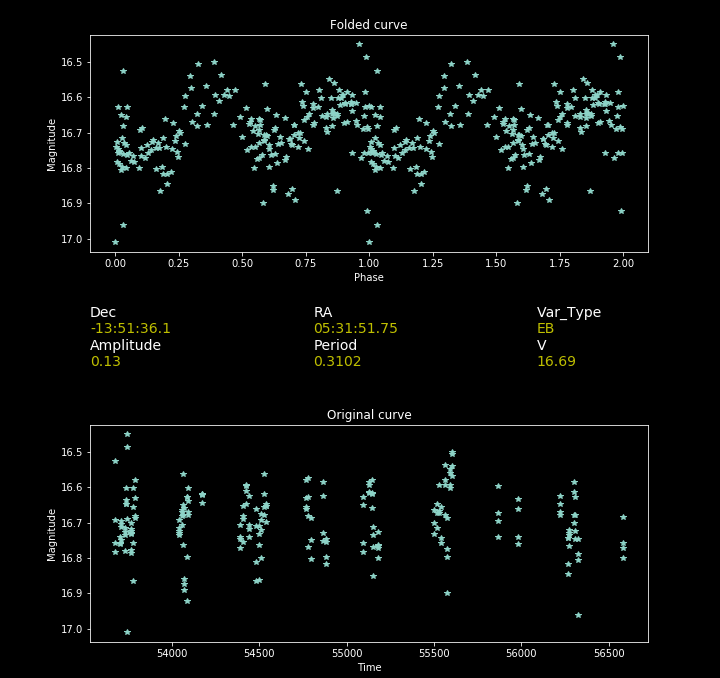 Folded curve
Magnitude
16.5
16.6
16.7
16.8
16.9
17.0
0.00 0.25 0.50 0.75 1.00 1.25 1.50 1.75 2.00
Phase
Dec RA Var_Type
-13:51:36.1 05:31:51.75 EB
Amplitude Period V
0.13 0.3102 16.69
Original curve
Magnitude
16.5
16.6
16.7
16.8
16.9
17.0
54000 54500 55000 55500 56000 56500
Time